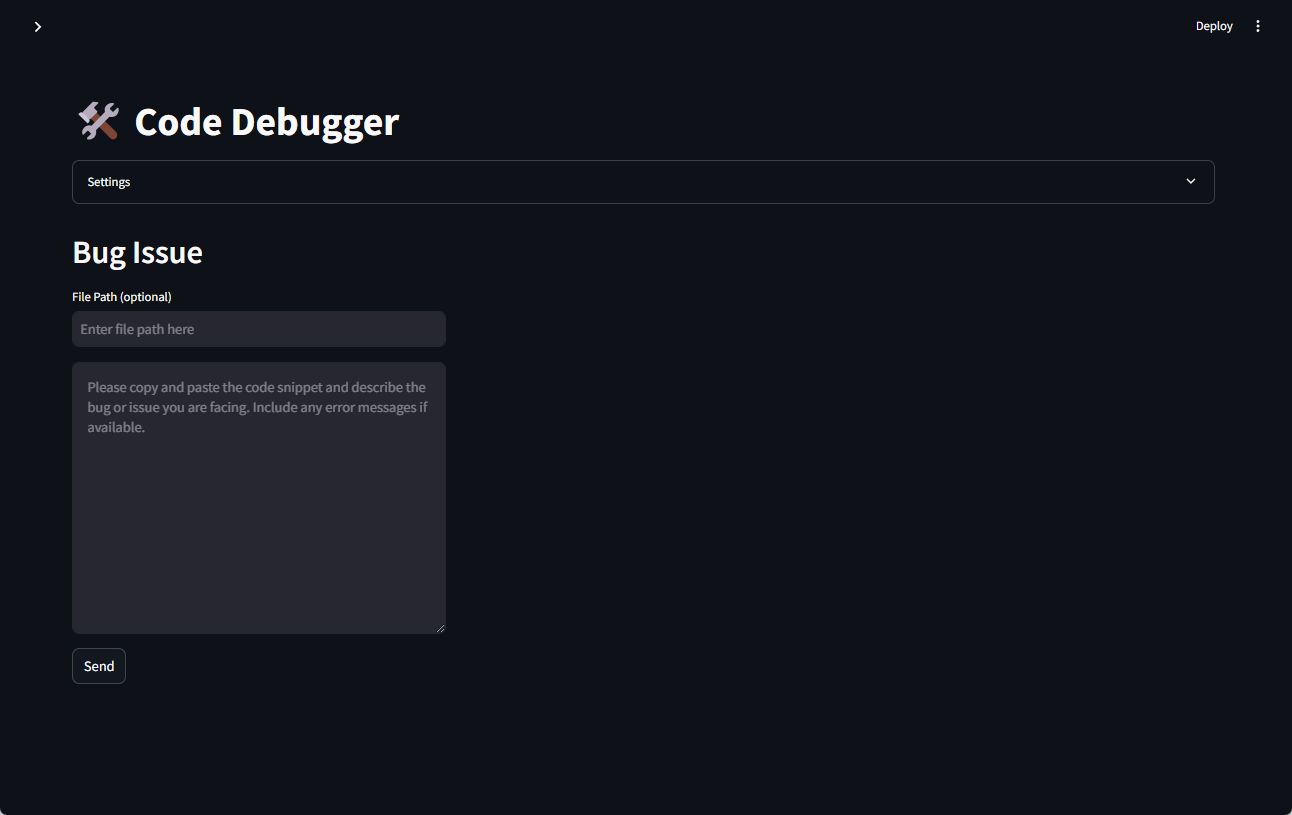 Deploy
Code Debugger
Settings
Bug Issue
File Path (optional)
Enter file path here
Please copy and paste the code snippet and describe the
bug or issue you are facing. Include any error messages if
available.
Send